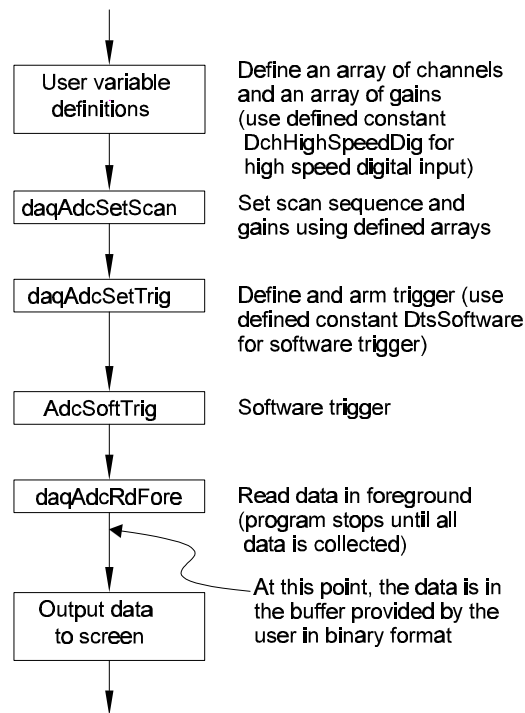 User variable
definitions
Define an array of channels
and an array of gains
(use defined constant
DchHighSpeedDig for
high speed digital input)
daqAdcSetScan
Set scan sequence and
gains using defined arrays
daqAdcSetTrig
Define and arm trigger (use
defined constant DtsSoftware
for software trigger)
AdcSoftTrig
Software trigger
daqAdcRdFore
Read data in foreground
(program stops until all
data is collected)
At this point, the data is in
the buffer provided by the
user in binary format
Output data
to screen